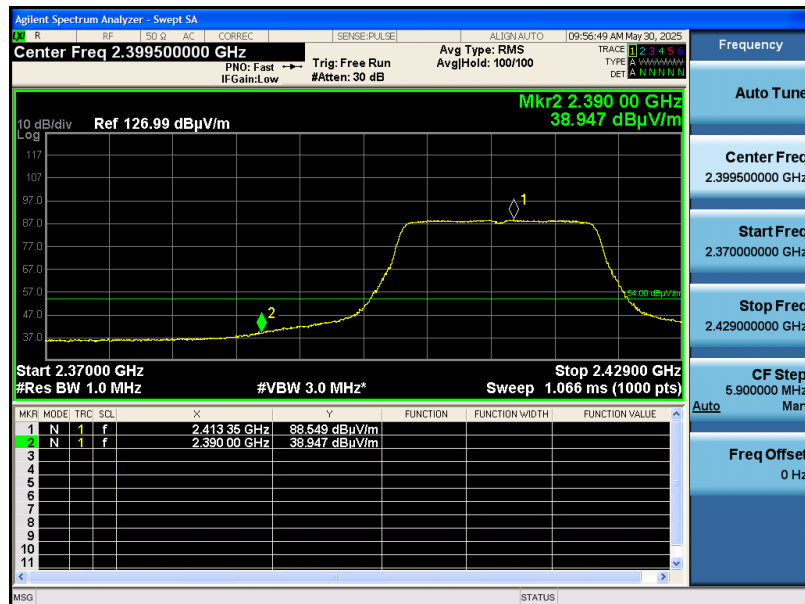 Agilent Spectrum Analyzer - Swept SA
LXI R RF 50 Ω AC CORREC SENSE:PULSE ALIGN AUTO 09:56:49 AM May 30, 2025
Center Freq 2.399500000 GHz
PNO: Fast
IFGain:Low
Trig: Free Run
#Atten: 30 dB
Avg Type: RMS
Avg|Hold: 100/100
TRACE 1 2 3 4 5 6
TYPE A WWWWW
DET A N N N N N
Mkr2 2.390 00 GHz
38.947 dBµV/m
10 dB/div Ref 126.99 dBµV/m
Log
117
107
97.0
87.0
77.0
67.0
57.0
47.0
37.0
1
2
54.00 dBµV/m
Start 2.37000 GHz Stop 2.42900 GHz
#Res BW 1.0 MHz #VBW 3.0 MHz* Sweep 1.066 ms (1000 pts)
MKR MODE TRC SCL X Y FUNCTION FUNCTION WIDTH FUNCTION VALUE
1 N 1 f 2.413 35 GHz 88.549 dBµV/m
2 N 1 f 2.390 00 GHz 38.947 dBµV/m
3
4
5
6
7
8
9
10
11
MSG STATUS
Frequency
Auto Tune
Center Freq
2.399500000 GHz
Start Freq
2.370000000 GHz
Stop Freq
2.429000000 GHz
CF Step
5.900000 MHz
Auto Man
Freq Offset
0 Hz